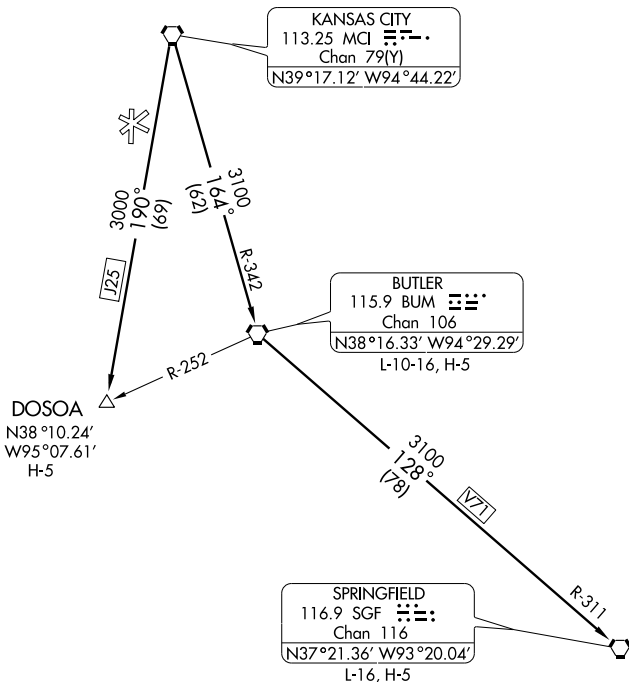 KANSAS CITY
113.25 MCI
Chan 79(Y)
N39°17.12' W94°44.22'
3000
190°
(69)
J25
3100
164°
(62)
R-342
BUTLER
115.9 BUM
Chan 106
N38°16.33' W94°29.29'
L-10-16, H-5
R-252
DOSOA
N38°10.24'
W95°07.61'
H-5
3100
128°
(78)
V71
R-311
SPRINGFIELD
116.9 SGF
Chan 116
N37°21.36' W93°20.04'
L-16, H-5